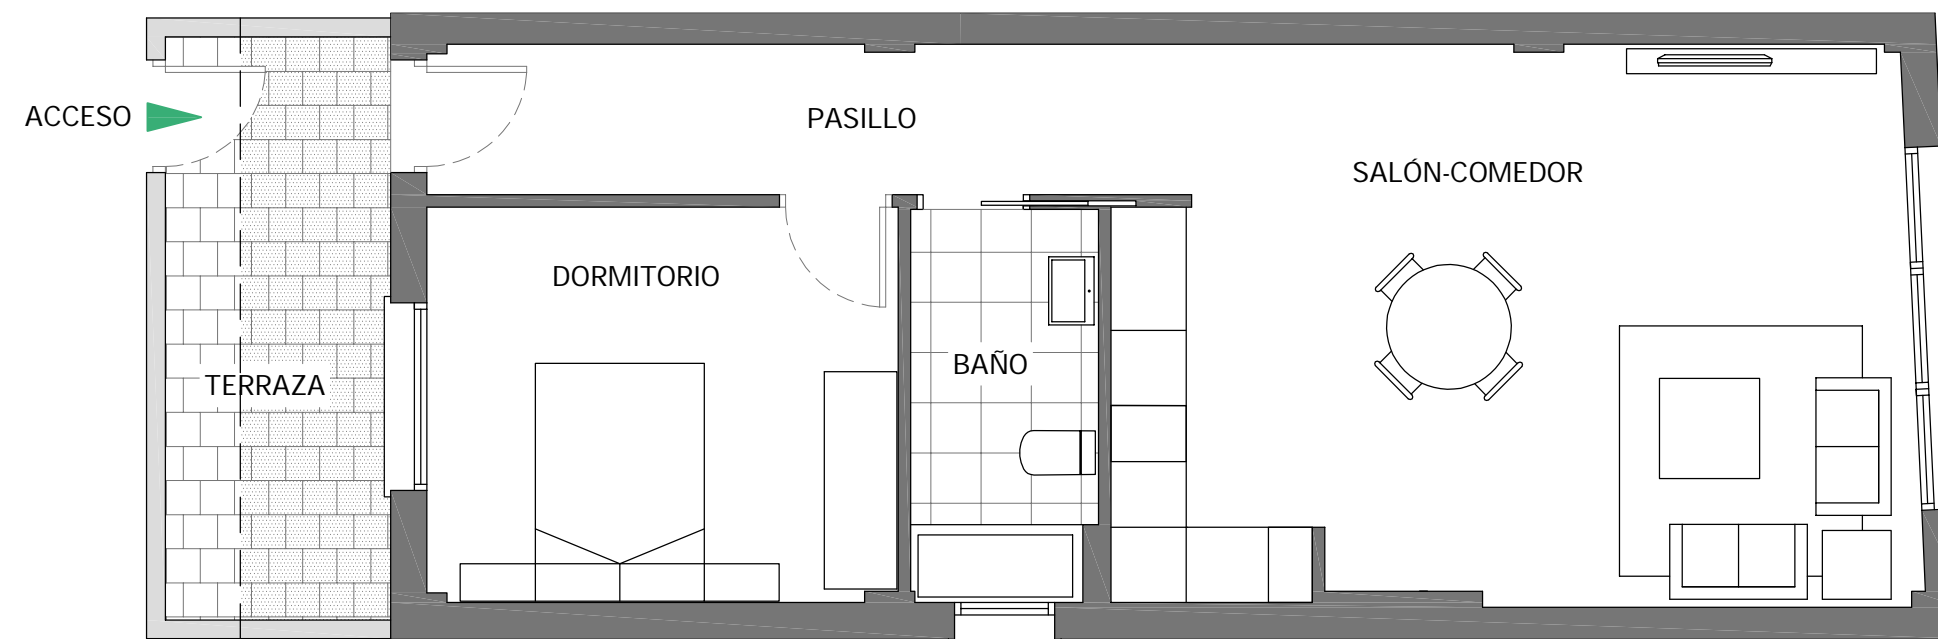 ACCESO
PASILLO
SALÓN-COMEDOR
DORMITORIO
BAÑO
TERRAZA